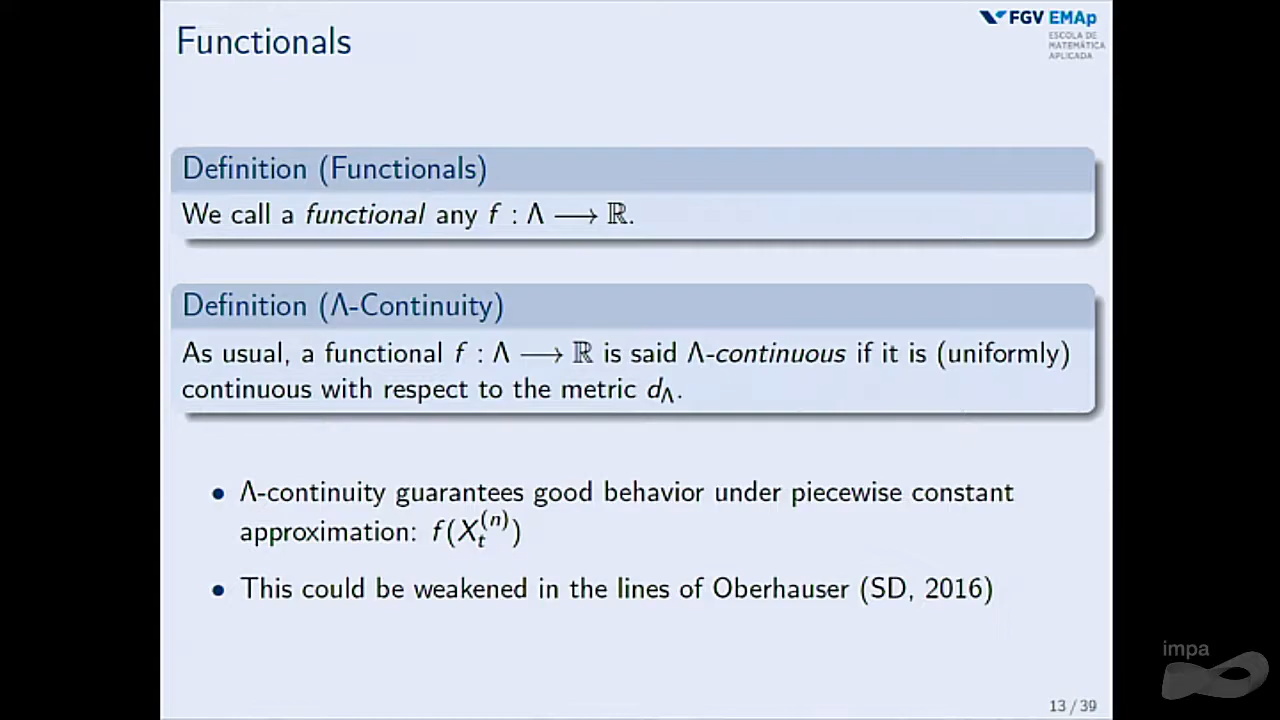 Functionals
FGV EMAp
ESCOLA DE
MATEMÁTICA
APLICADA
Definition (Functionals)
We call a functional any f : Λ ⟶ ℝ.
Definition (Λ-Continuity)
As usual, a functional f : Λ ⟶ ℝ is said Λ-continuous if it is (uniformly)
continuous with respect to the metric d_Λ.
• Λ-continuity guarantees good behavior under piecewise constant
approximation: f(X_t^{(n)})
• This could be weakened in the lines of Oberhauser (SD, 2016)
impa
13 / 39